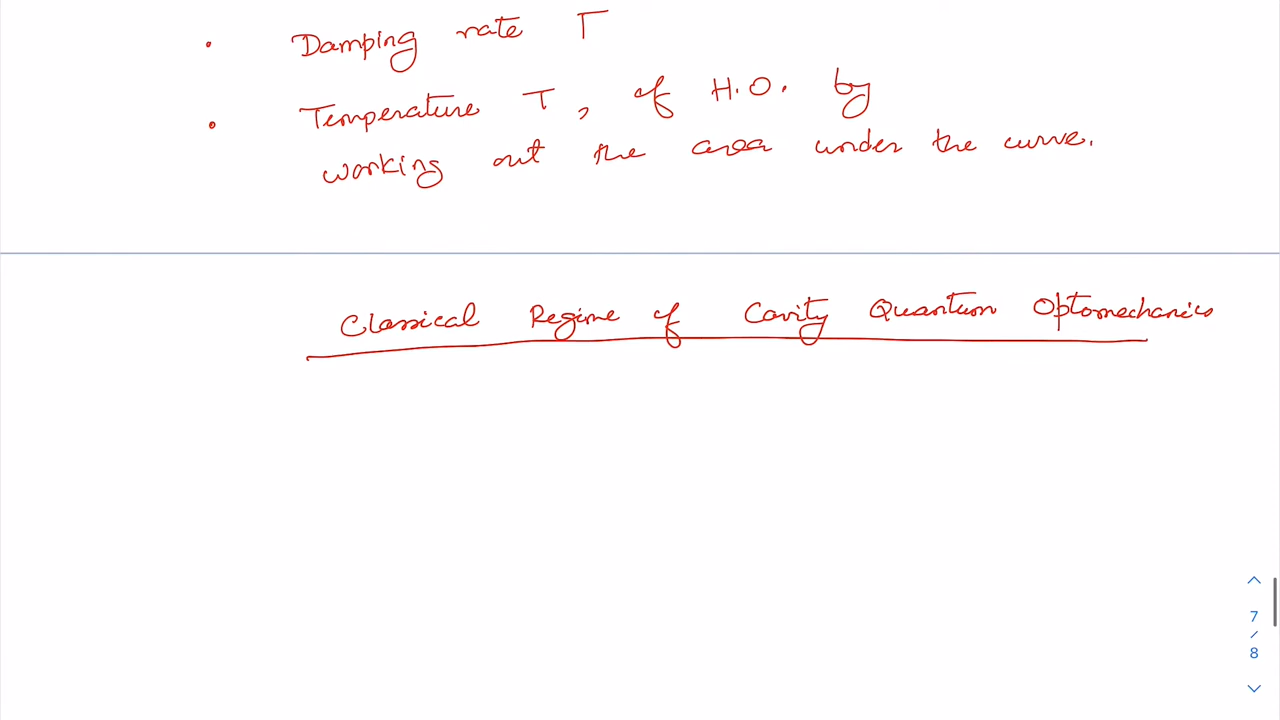 • Damping rate Γ
• Temperature T, of H.O. by
working out the area under the curve.
Classical Regime of Cavity Quantum Optomechanics
7
/
8